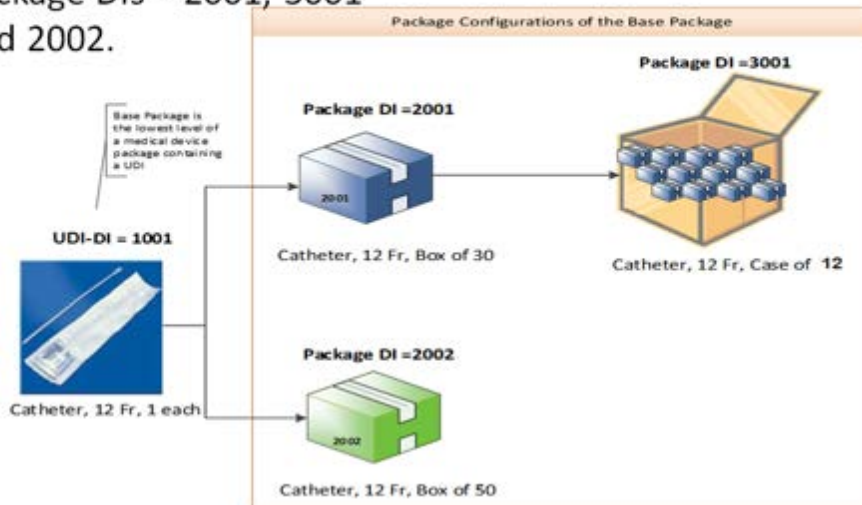 d 2002.
Package Configurations of the Base Package
Base Package is
the lowest level of
a medical device
package containing
a UDI
UDI-DI = 1001
Catheter, 12 Fr, 1 each
Package DI =2001
2001
Catheter, 12 Fr, Box of 30
Package DI =3001
Catheter, 12 Fr, Case of 12
Package DI =2002
2002
Catheter, 12 Fr, Box of 50